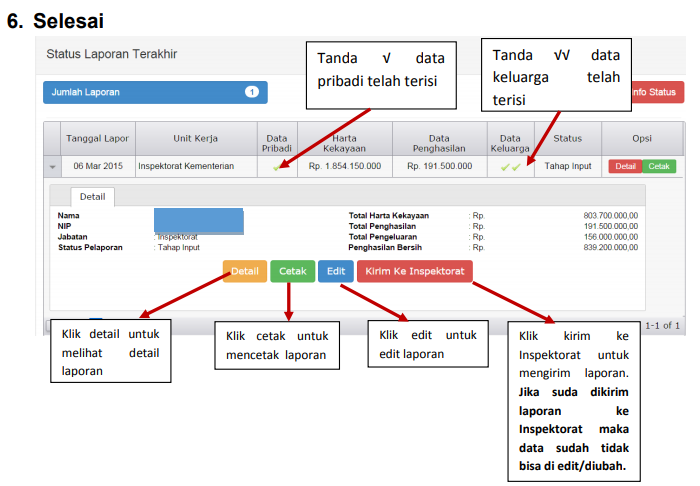 6. Selesai
Status Laporan Terakhir
Tanda √ data
pribadi telah terisi
Tanda √√ data
keluarga telah
terisi
Jumlah Laporan 1
Info Status
Tanggal Lapor Unit Kerja Data Pribadi Harta Kekayaan Data Penghasilan Data Keluarga Status Opsi
06 Mar 2015 Inspektorat Kementerian Rp. 1.854.150.000 Rp. 191.500.000 Tahap Input Detail Cetak
Detail
Nama Total Harta Kekayaan : Rp. 803.700.000,00
NIP Total Penghasilan : Rp. 191.500.000,00
Jabatan : Inspektorat Total Pengeluaran : Rp. 156.000.000,00
Status Pelaporan : Tahap Input Penghasilan Bersih : Rp. 839.200.000,00
Detail Cetak Edit Kirim Ke Inspektorat
1-1 of 1
Klik detail untuk
melihat detail
laporan
Klik cetak untuk
mencetak laporan
Klik edit untuk
edit laporan
Klik kirim ke
Inspektorat untuk
mengirim laporan.
Jika suda dikirim
laporan ke
Inspektorat maka
data sudah tidak
bisa di edit/diubah.